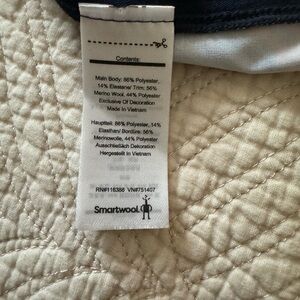 Contents
Main Body: 86% Polyester,
14% Elastane/ Trim: 56%
Merino Wool, 44% Polyester
Exclusive Of Decoration
Made in Vietnam
Hauptteil: 86% Polyester, 14%
Elasthan/ Bordüre: 56%
Merinowolle, 44% Polyester
Ausschließlich Dekoration
Hergestellt in Vietnam
RN#116388 VN#751407
Smartwool